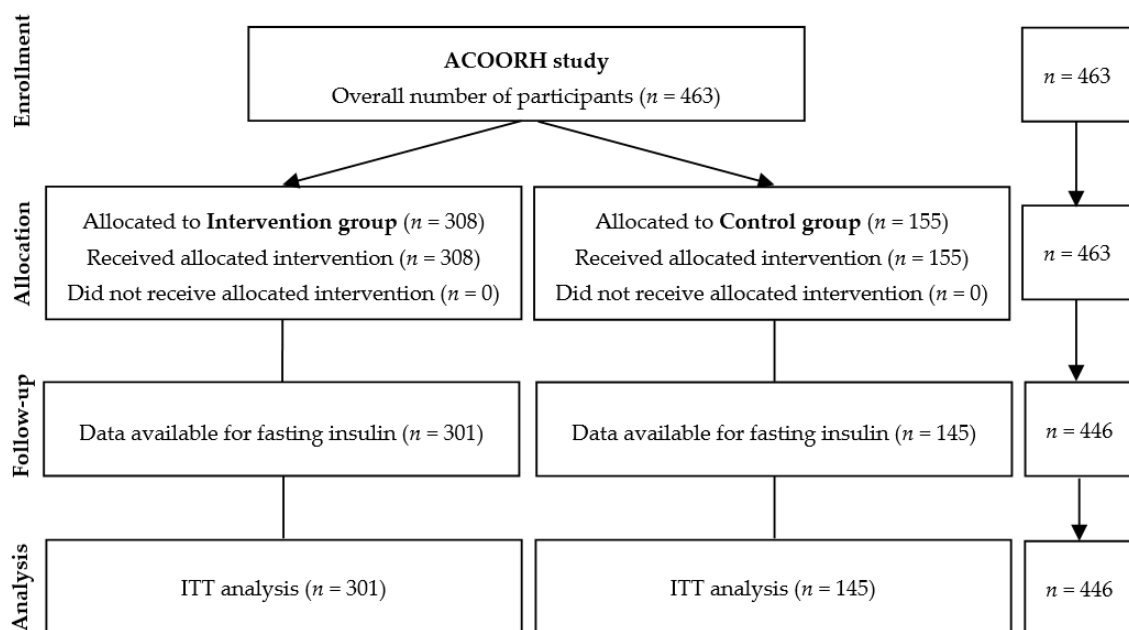 Enrollment
ACOORH study
Overall number of participants (n = 463)
n = 463
Allocation
Allocated to Intervention group (n = 308)
Received allocated intervention (n = 308)
Did not receive allocated intervention (n = 0)
Allocated to Control group (n = 155)
Received allocated intervention (n = 155)
Did not receive allocated intervention (n = 0)
n = 463
Follow-up
Data available for fasting insulin (n = 301)
Data available for fasting insulin (n = 145)
n = 446
Analysis
ITT analysis (n = 301)
ITT analysis (n = 145)
n = 446